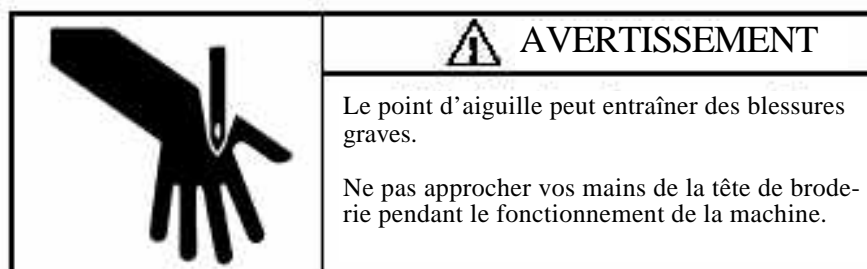 AVERTISSEMENT
Le point d'aiguille peut entraîner des blessures
graves.
Ne pas approcher vos mains de la tête de brode-
rie pendant le fonctionnement de la machine.